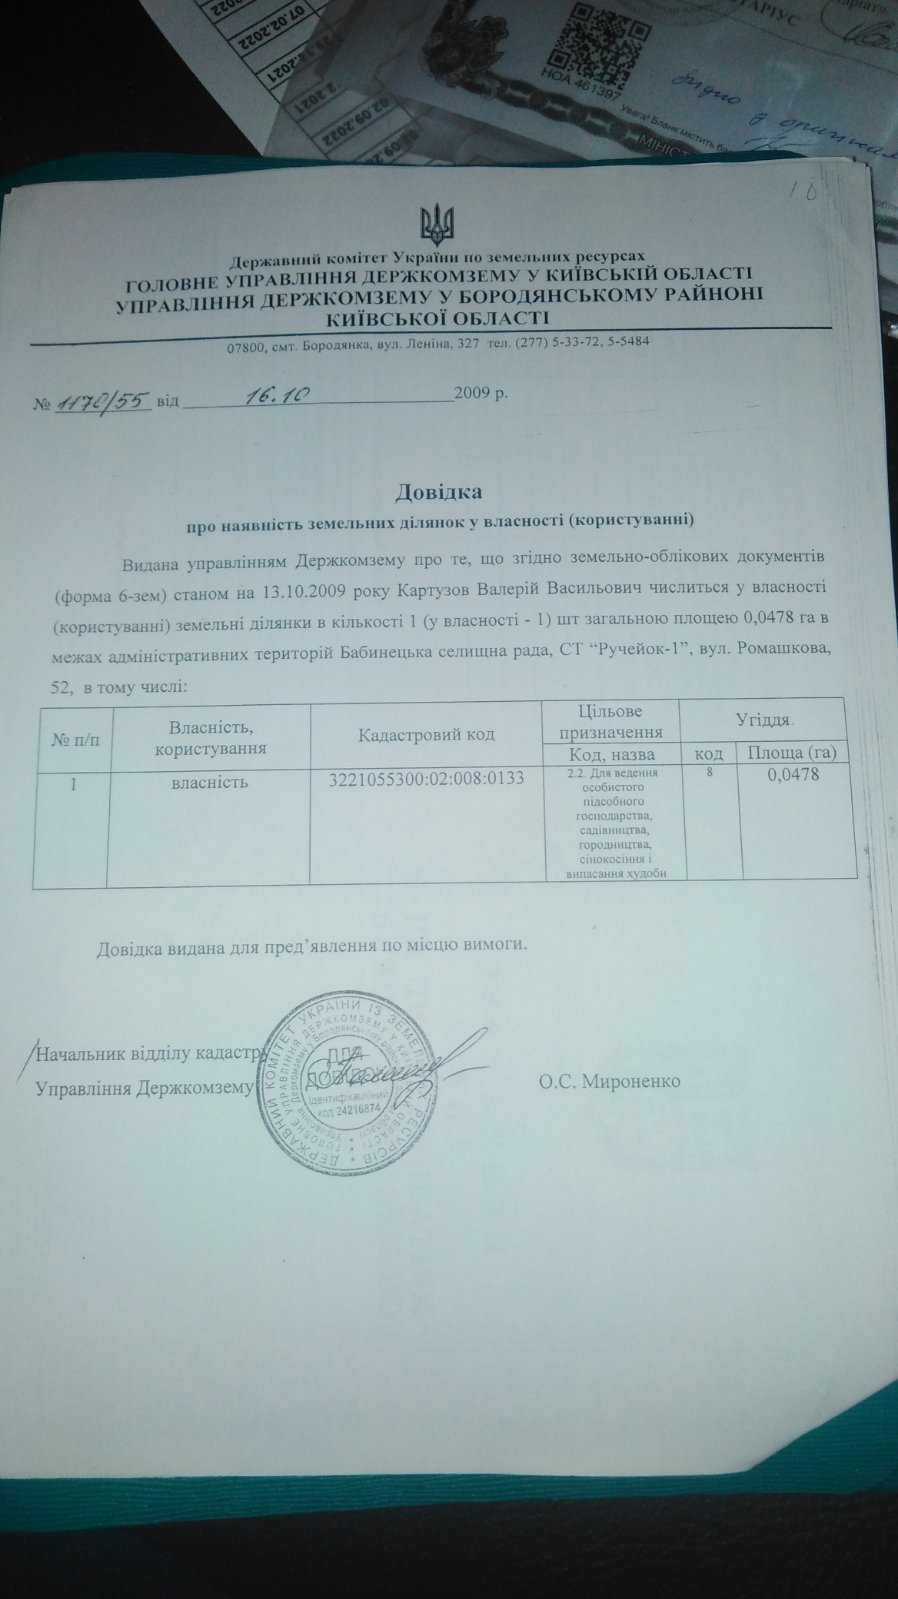 07.02.2022
.12.2021
2.2021
02.09.2022
.09.2
НОА 461397
ТАРІУС
Увага! Бланк містить ба
МІНІСТ
згідно з оригіналом
10
Державний комітет України по земельних ресурсах
ГОЛОВНЕ УПРАВЛІННЯ ДЕРЖКОМЗЕМУ У КИЇВСЬКІЙ ОБЛАСТІ
УПРАВЛІННЯ ДЕРЖКОМЗЕМУ У БОРОДЯНСЬКОМУ РАЙНОНІ
КИЇВСЬКОЇ ОБЛАСТІ
07800, смт. Бородянка, вул. Леніна, 327 тел. (277) 5-33-72, 5-5484
№ 1170/55 від 16.10 2009 р.
Довідка
про наявність земельних ділянок у власності (користуванні)
Видана управлінням Держкомзему про те, що згідно земельно-облікових документів
(форма 6-зем) станом на 13.10.2009 року Картузов Валерій Васильович числиться у власності
(користуванні) земельні ділянки в кількості 1 (у власності - 1) шт загальною площею 0,0478 га в
межах адміністративних територій Бабинецька селищна рада, СТ “Ручейок-1”, вул. Ромашкова,
52, в тому числі:
№ п/п
Власність,
користування
Кадастровий код
Цільове
призначення
Угіддя
Код, назва
код
Площа (га)
1
власність
3221055300:02:008:0133
2.2. Для ведення
особистого
підсобного
господарства,
садівництва,
городництва,
сінокосіння і
випасання худоби
8
0,0478
Довідка видана для пред’явлення по місцю вимоги.
Начальник відділу кадастру
Управління Держкомзему
О.С. Мироненко
ДЕРЖАВНИЙ КОМІТЕТ УКРАЇНИ ІЗ ЗЕМЕЛЬНИХ РЕСУРСІВ
ДЛЯ
ДОВІДОК
Ідентифікаційний
код 24216874